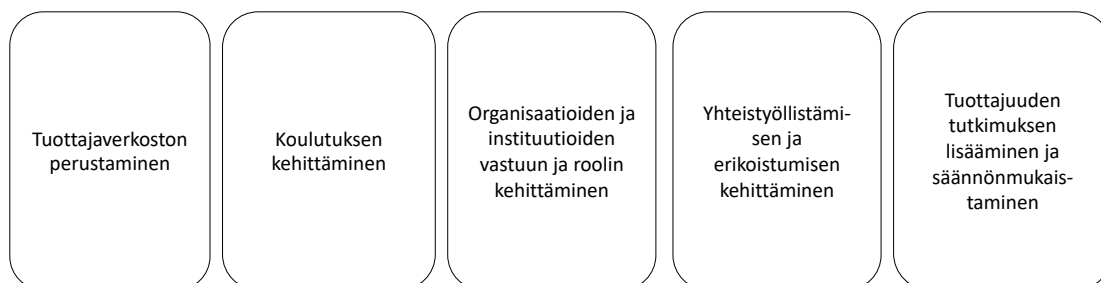 Tuottajaverkoston
perustaminen
Koulutuksen
kehittäminen
Organisaatioiden ja
instituutioiden
vastuun ja roolin
kehittäminen
Yhteistyöllistämi-
sen ja
erikoistumisen
kehittäminen
Tuottajuuden
tutkimuksen
lisääminen ja
säännönmukais-
taminen